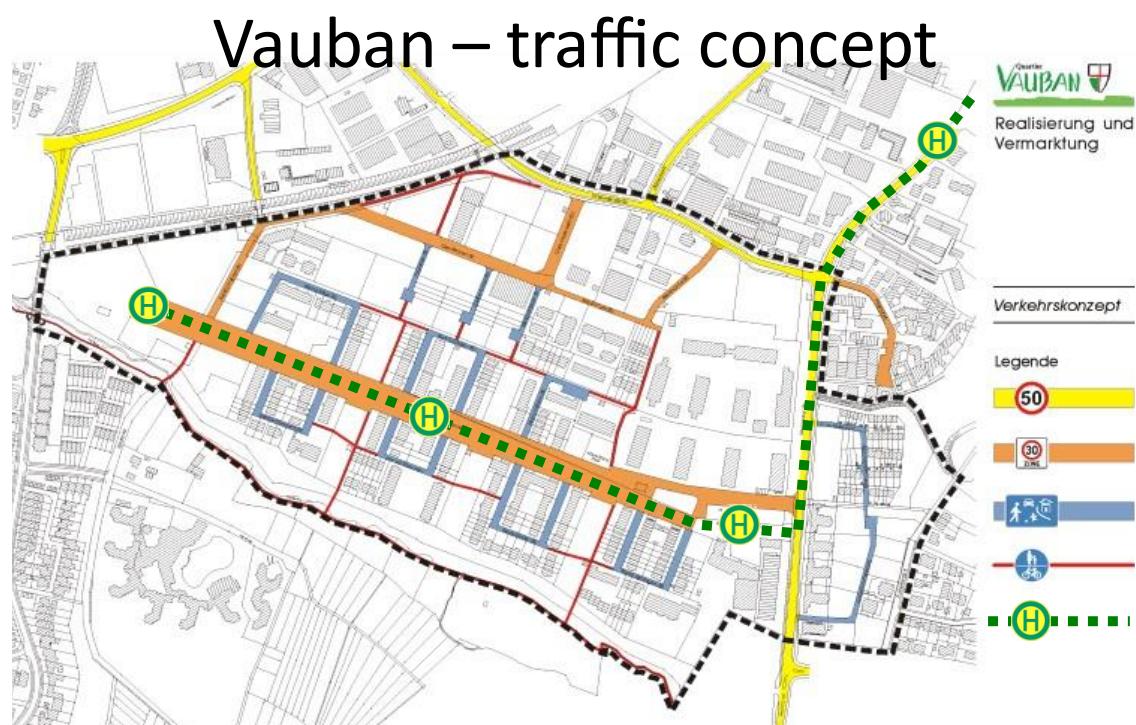 Vauban – traffic concept
Quartier
VAUBAN
Realisierung und
Vermarktung
Verkehrskonzept
Legende
50
30
ZONE
H
H
H
H
H